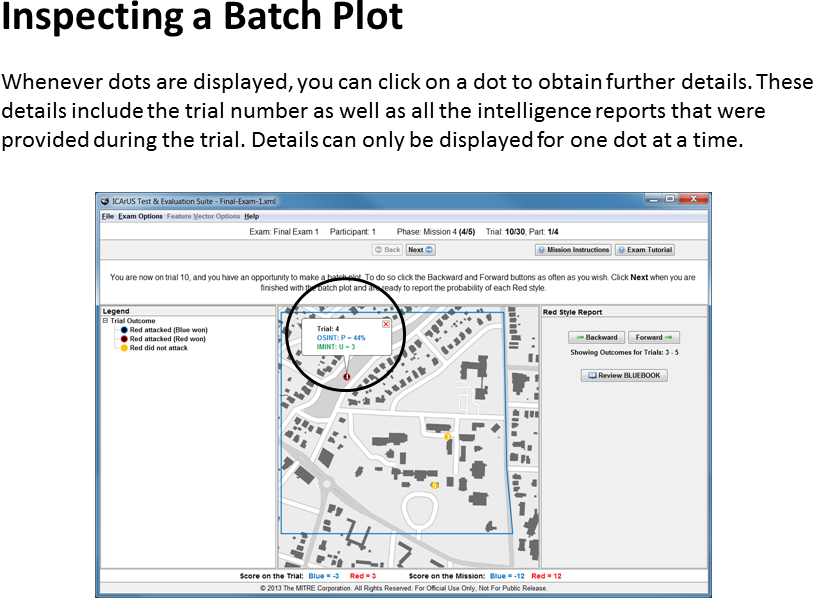 Inspecting a Batch Plot
Whenever dots are displayed, you can click on a dot to obtain further details. These
details include the trial number as well as all the intelligence reports that were
provided during the trial. Details can only be displayed for one dot at a time.
ICArUS Test & Evaluation Suite - Final-Exam-1.xml
File Exam Options Feature Vector Options Help
Exam: Final Exam 1 Participant: 1 Phase: Mission 4 (4/5) Trial: 10/30, Part: 1/4
Back Next Mission Instructions Exam Tutorial
You are now on trial 10, and you have an opportunity to make a batch plot. To do so click the Backward and Forward buttons as often as you wish. Click Next when you are
finished with the batch plot and are ready to report the probability of each Red style.
Legend
Trial Outcome
Red attacked (Blue won)
Red attacked (Red won)
Red did not attack
Trial: 4
OSINT: P = 44%
IMINT: U = 3
Red Style Report
Backward Forward
Showing Outcomes for Trials: 3 - 5
Review BLUEBOOK
Score on the Trial: Blue = -3 Red = 3 Score on the Mission: Blue = -12 Red = 12
© 2013 The MITRE Corporation. All Rights Reserved. For Official Use Only, Not For Public Release.